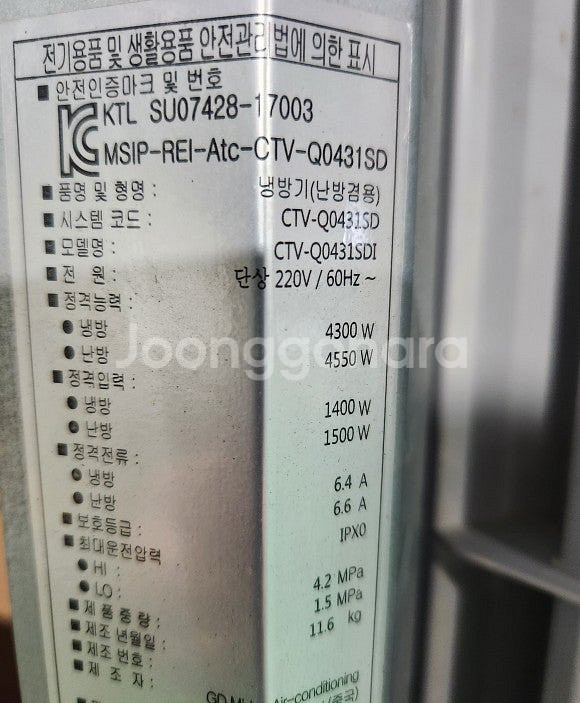 전기용품 및 생활용품 안전관리법에 의한 표시
■ 안전인증마크 및 번호
KTL SU07428-17003
MSIP-REI-Atc-CTV-Q0431SD
■ 품명 및 형명 : 냉방기(난방겸용)
■ 시스템 코드 : CTV-Q0431SD
■ 모델명 : CTV-Q0431SDI
■ 전 원 : 단상 220V / 60Hz ~
■ 정격능력 :
● 냉방 4300 W
● 난방 4550 W
■ 정격입력 :
● 냉방 1400 W
● 난방 1500 W
■ 정격전류 :
● 냉방 6.4 A
● 난방 6.6 A
■ 보호등급 : IPX0
■ 최대운전압력
● HI : 4.2 MPa
● LO : 1.5 MPa
■ 제품중량 : 11.6 kg
■ 제조년월일 :
■ 제조번호 :
■ 제조자 : GD Air-conditioning
(중국)
Joonggonara